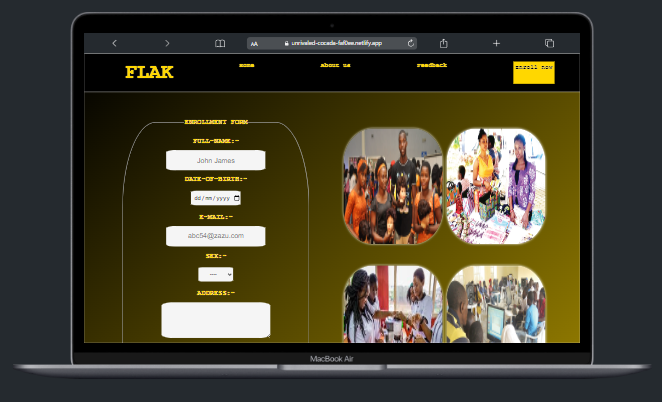 AA unrivaled-cocada-faf0ee.netlify.app
FLAK
Home
About us
Feedback
Enroll now
ENROLLMENT FORM
FULL-NAME:-
John James
DATE-OF-BIRTH:-
dd/mm/yyyy
E-MAIL:-
abc54@zazu.com
SEX:-
----
ADDRESS:-
MacBook Air